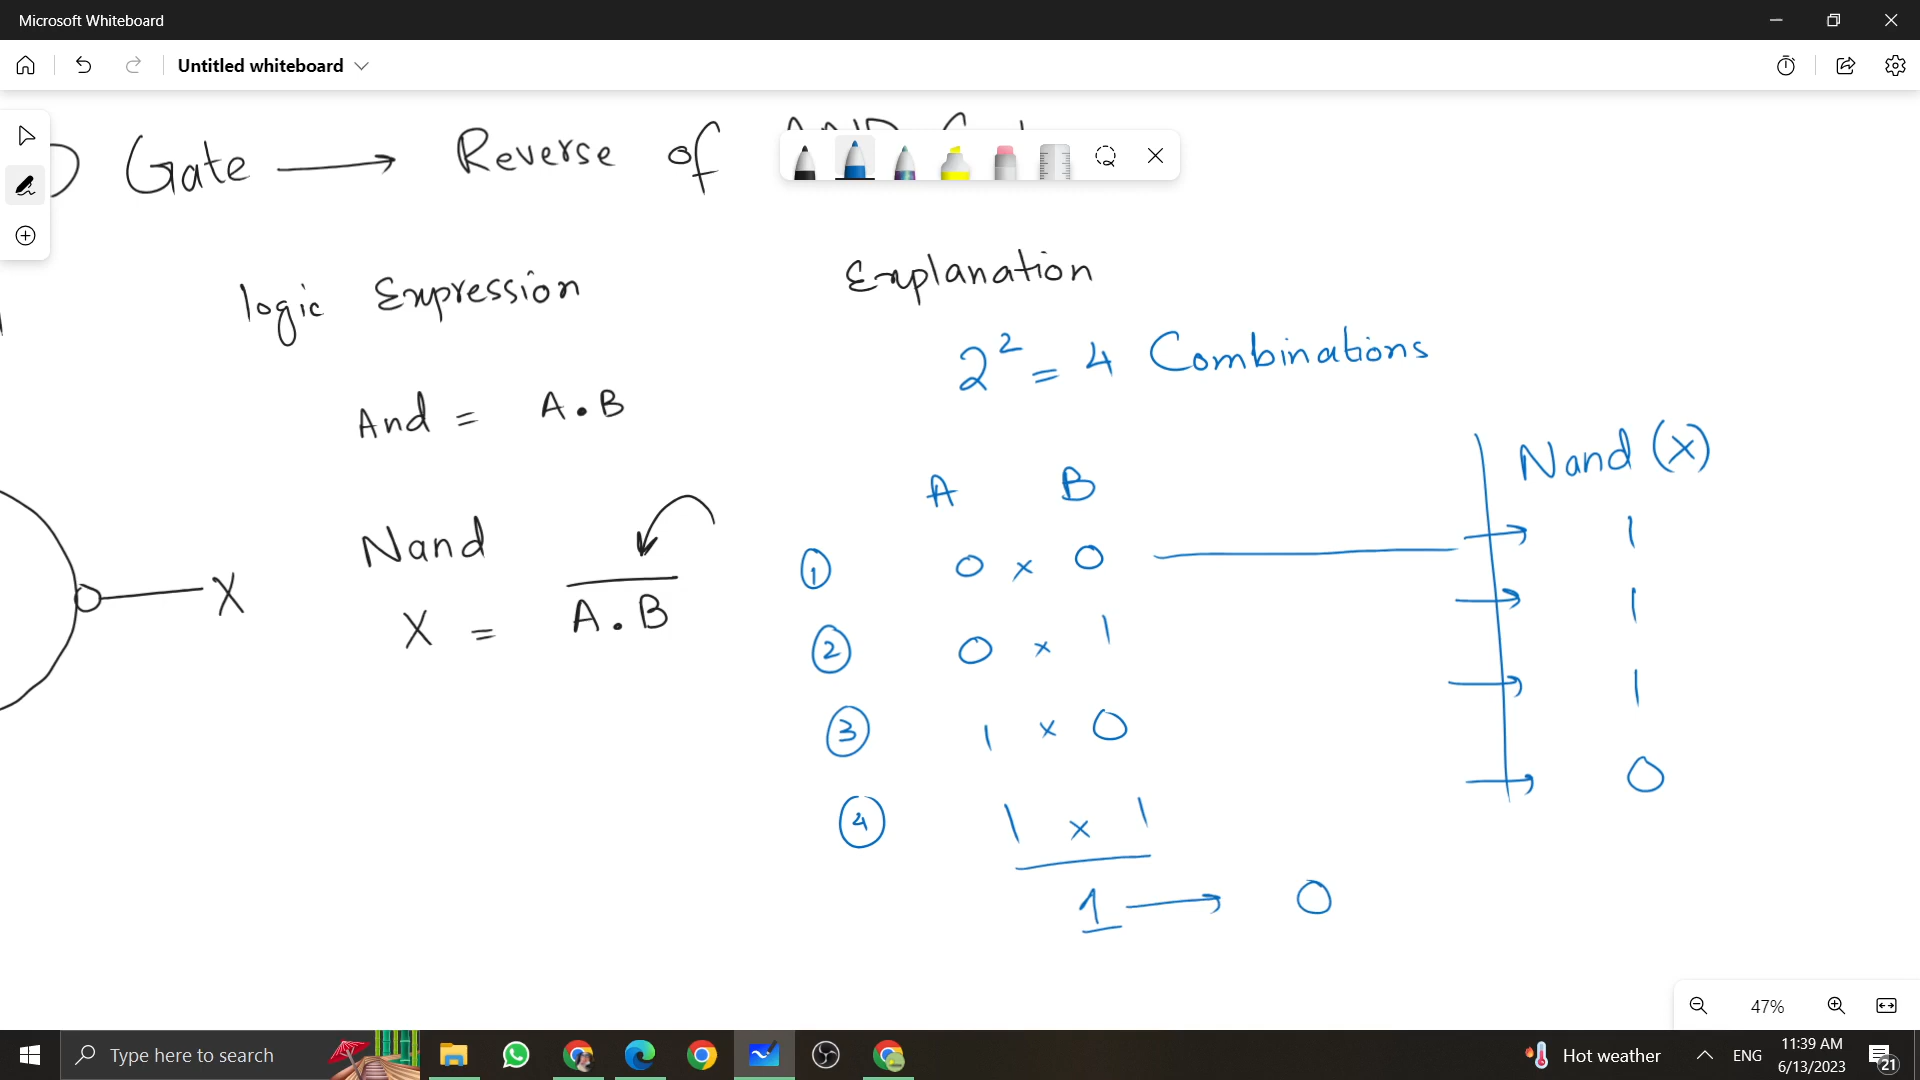 Microsoft Whiteboard
Untitled whiteboard
Gate → Reverse of AND
logic Expression
Explanation
2² = 4 Combinations
And = A.B
A B Nand (X)
Nand
① 0 x 0 → 1
X
X = \overline{A.B}
② 0 x 1 → 1
③ 1 x 0 → 1
④ 1 x 1 → 0
1 → 0
47%
Type here to search
Hot weather
ENG
11:39 AM
6/13/2023
21